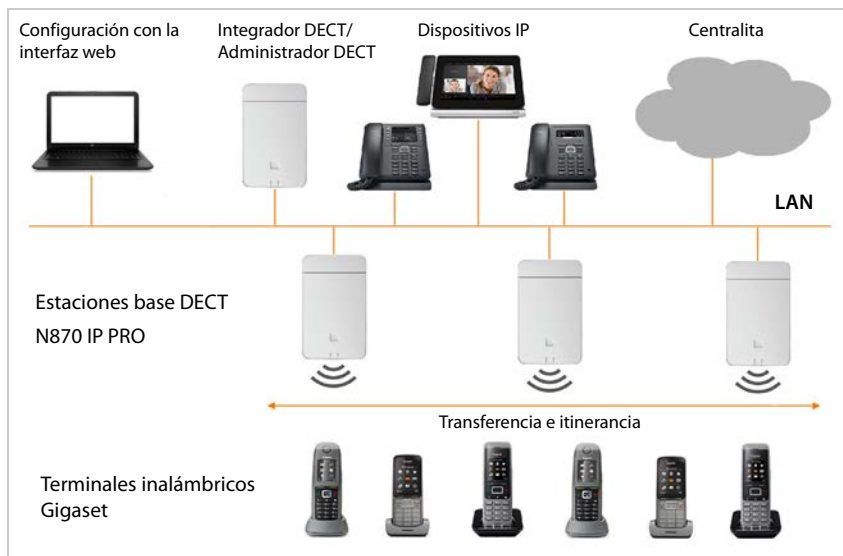 Configuración con la
interfaz web
Integrador DECT/
Administrador DECT
Dispositivos IP
Centralita
LAN
Estaciones base DECT
N870 IP PRO
Transferencia e itinerancia
Terminales inalámbricos
Gigaset